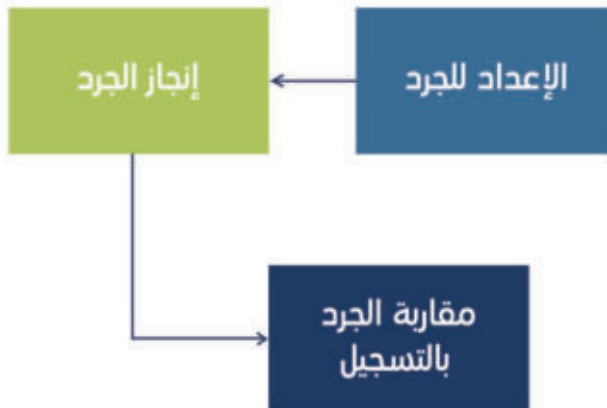 الإعداد للجرد
إنجاز الجرد
مقاربة الجرد
بالتسجيل